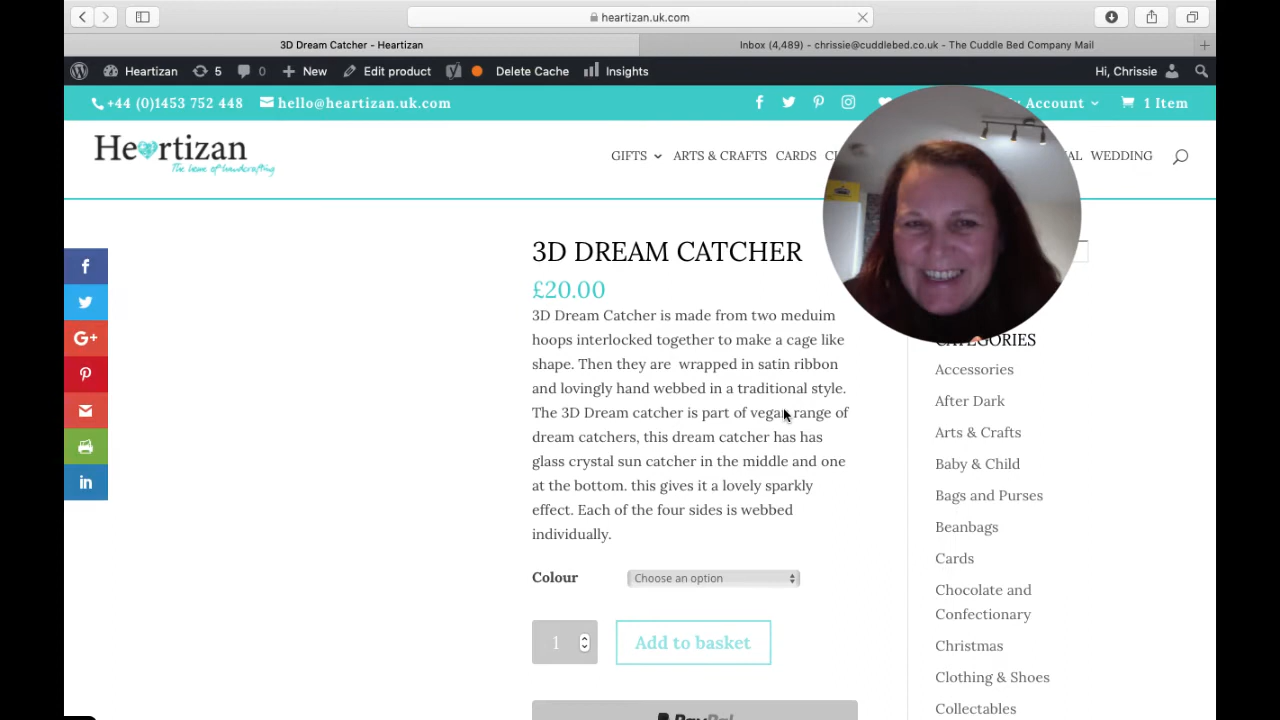 heartizan.uk.com
3D Dream Catcher - Heartizan
Inbox (4,489) - chrissie@cuddlebed.co.uk - The Cuddle Bed Company Mail
Heartizan 5 0 New Edit product Delete Cache Insights Hi, Chrissie
+44 (0)1453 752 448 hello@heartizan.uk.com Account 1 Item
Heartizan
The home of handcrafting
GIFTS ARTS & CRAFTS CARDS WEDDING
3D DREAM CATCHER
£20.00
3D Dream Catcher is made from two meduim
hoops interlocked together to make a cage like
shape. Then they are wrapped in satin ribbon
and lovingly hand webbed in a traditional style.
The 3D Dream catcher is part of vegan range of
dream catchers, this dream catcher has has
glass crystal sun catcher in the middle and one
at the bottom. this gives it a lovely sparkly
effect. Each of the four sides is webbed
individually.
Colour Choose an option
1 Add to basket
PayPal
f
G+
in
CATEGORIES
Accessories
After Dark
Arts & Crafts
Baby & Child
Bags and Purses
Beanbags
Cards
Chocolate and
Confectionary
Christmas
Clothing & Shoes
Collectables